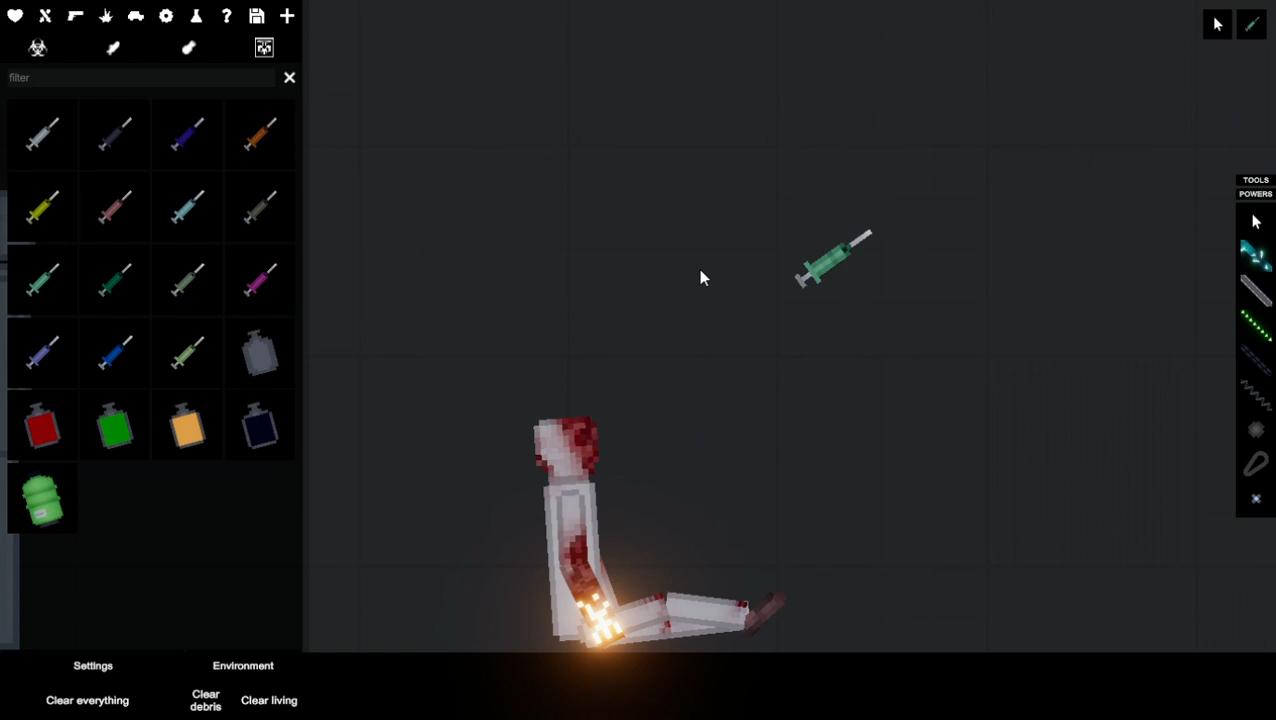 filter
TOOLS
POWERS
Settings
Environment
Clear everything
Clear
debris
Clear living